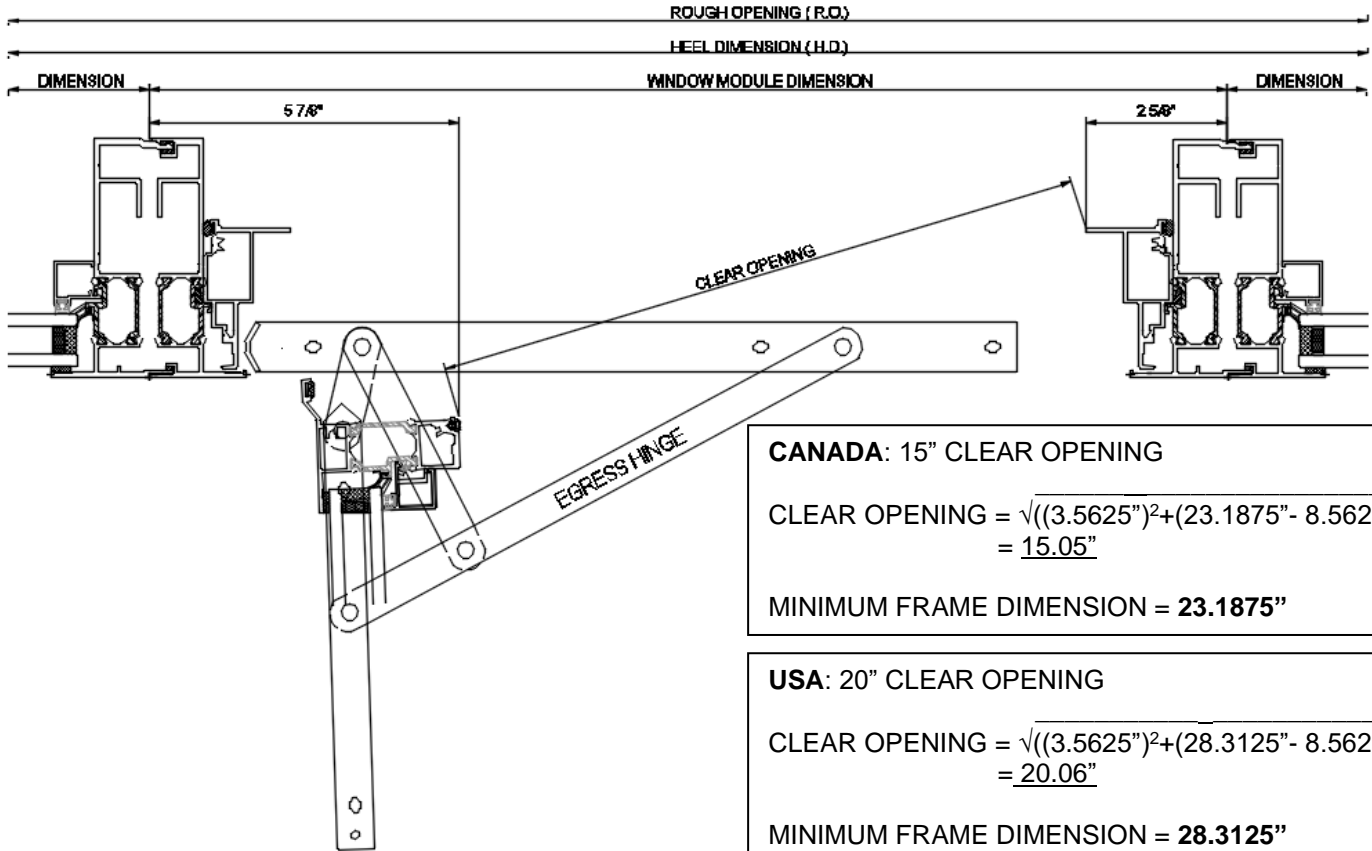 ROUGH OPENING ( R.O.)
HEEL DIMENSION ( H.D.)
DIMENSION WINDOW MODULE DIMENSION DIMENSION
5 7/8" 2 5/8"
CLEAR OPENING
EGRESS HINGE
CANADA: 15” CLEAR OPENING
CLEAR OPENING = √((3.5625”)²+(23.1875”- 8.562
= 15.05”
MINIMUM FRAME DIMENSION = 23.1875”
USA: 20” CLEAR OPENING
CLEAR OPENING = √((3.5625”)²+(28.3125”- 8.562
= 20.06”
MINIMUM FRAME DIMENSION = 28.3125”